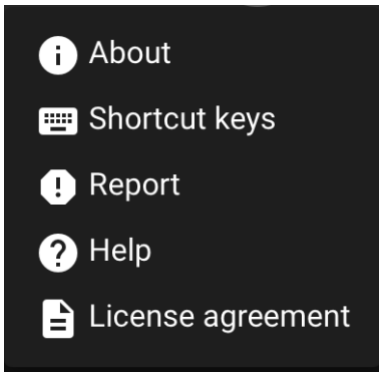 About
Shortcut keys
Report
Help
License agreement